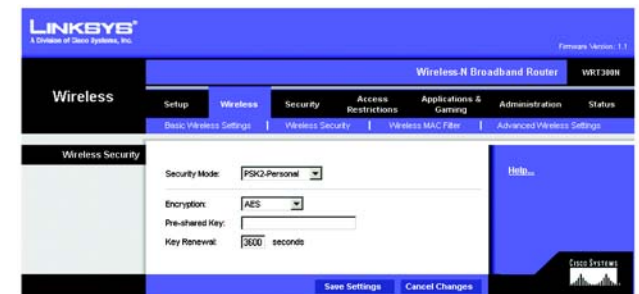 LINKSYS®
A Division of Cisco Systems, Inc.
Firmware Version: 1.1
Wireless-N Broadband Router WRT300N
Wireless
Setup Wireless Security Access Restrictions Applications & Gaming Administration Status
Basic Wireless Settings | Wireless Security | Wireless MAC Filter | Advanced Wireless Settings
Wireless Security
Help...
Security Mode: PSK2-Personal
Encryption: AES
Pre-shared Key:
Key Renewal: 3600 seconds
Save Settings Cancel Changes
CISCO SYSTEMS